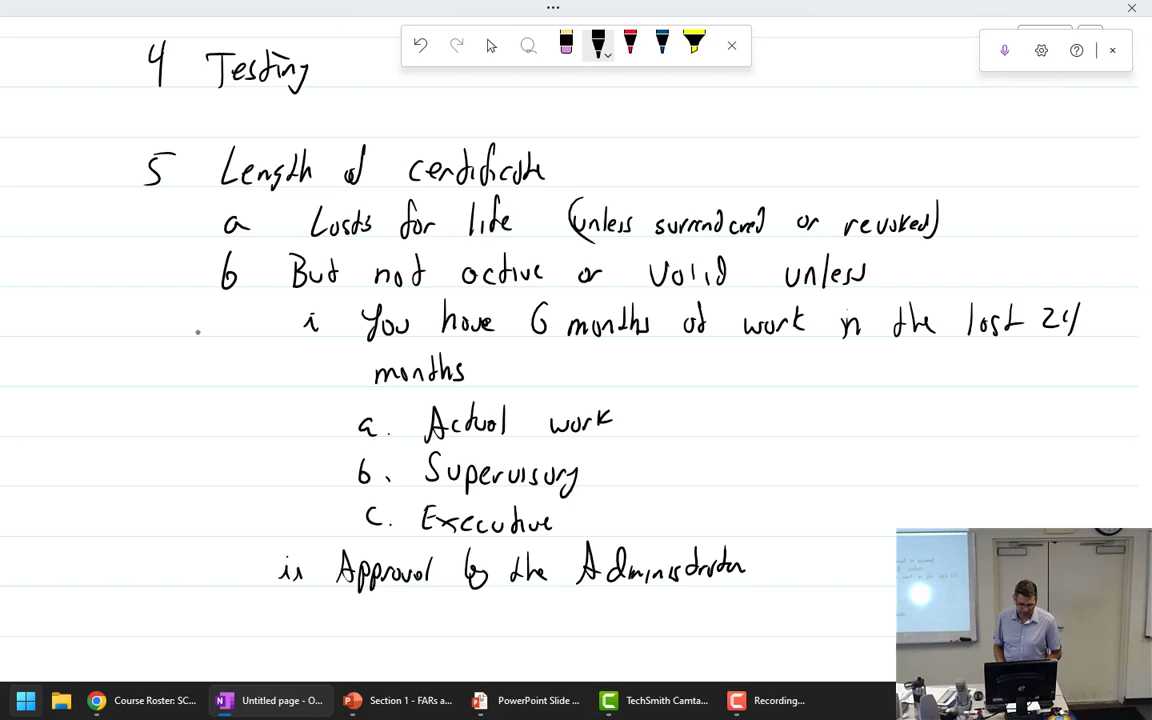 4 Testing
5 Length of certificate
a Lasts for life (unless surrendered or revoked)
b But not active or valid unless
i You have 6 months of work in the last 24
months
a. Actual work
b. Supervisory
c. Executive
ii Approval by the Administrator
Course Roster: SC...
Untitled page - O...
Section 1 - FARs a...
PowerPoint Slide ...
TechSmith Camta...
Recording...